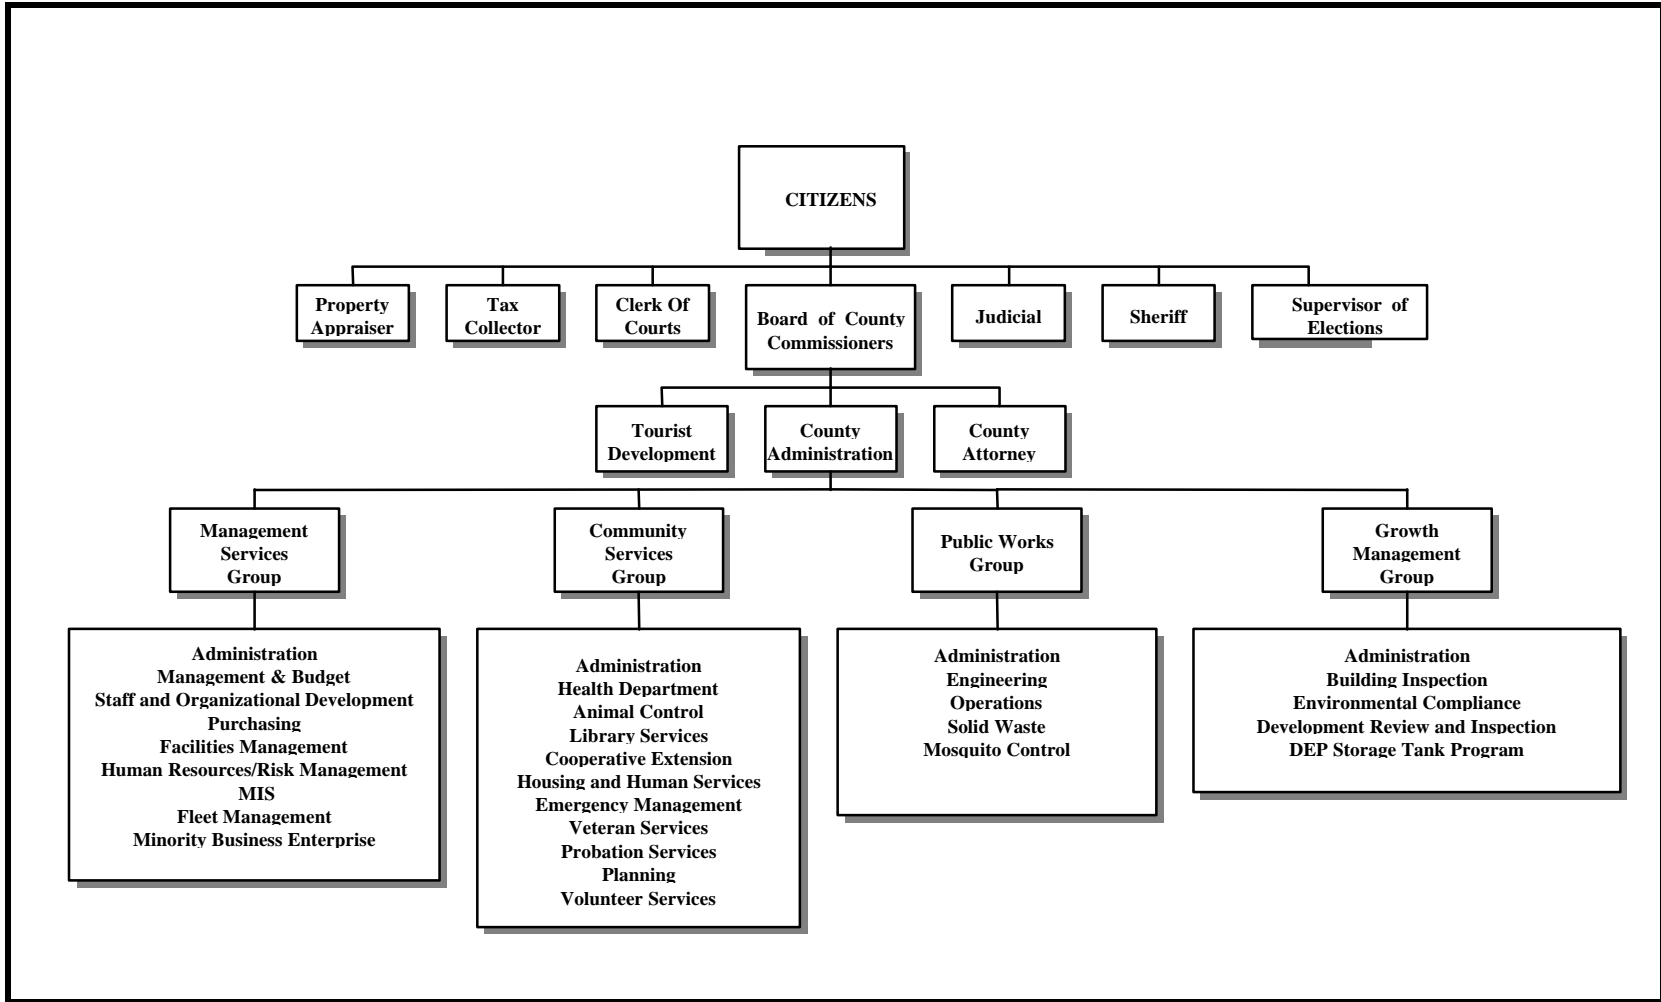 CITIZENS
Property
Appraiser
Tax
Collector
Clerk Of
Courts
Board of County
Commissioners
Judicial
Sheriff
Supervisor of
Elections
Tourist
Development
County
Administration
County
Attorney
Management
Services
Group
Community
Services
Group
Public Works
Group
Growth
Management
Group
Administration
Management & Budget
Staff and Organizational Development
Purchasing
Facilities Management
Human Resources/Risk Management
MIS
Fleet Management
Minority Business Enterprise
Administration
Health Department
Animal Control
Library Services
Cooperative Extension
Housing and Human Services
Emergency Management
Veteran Services
Probation Services
Planning
Volunteer Services
Administration
Engineering
Operations
Solid Waste
Mosquito Control
Administration
Building Inspection
Environmental Compliance
Development Review and Inspection
DEP Storage Tank Program